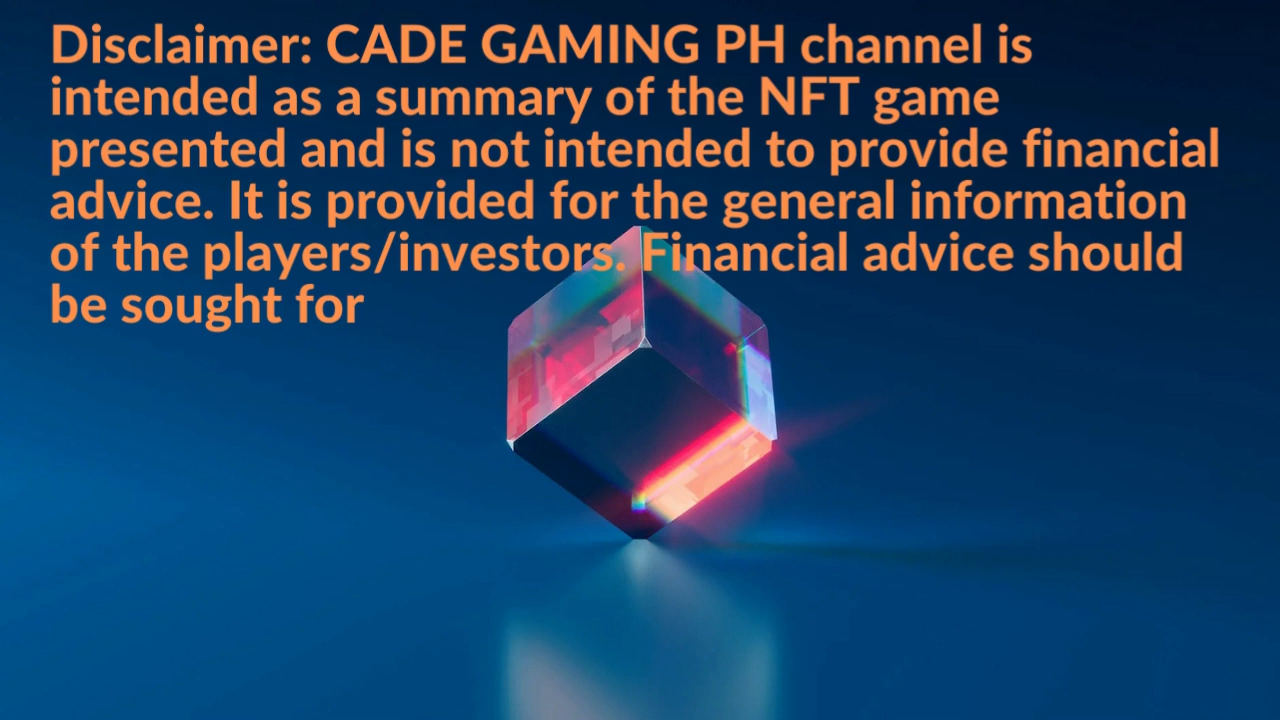 Disclaimer: CADE GAMING PH channel is
intended as a summary of the NFT game
presented and is not intended to provide financial
advice. It is provided for the general information
of the players/investors. Financial advice should
be sought for